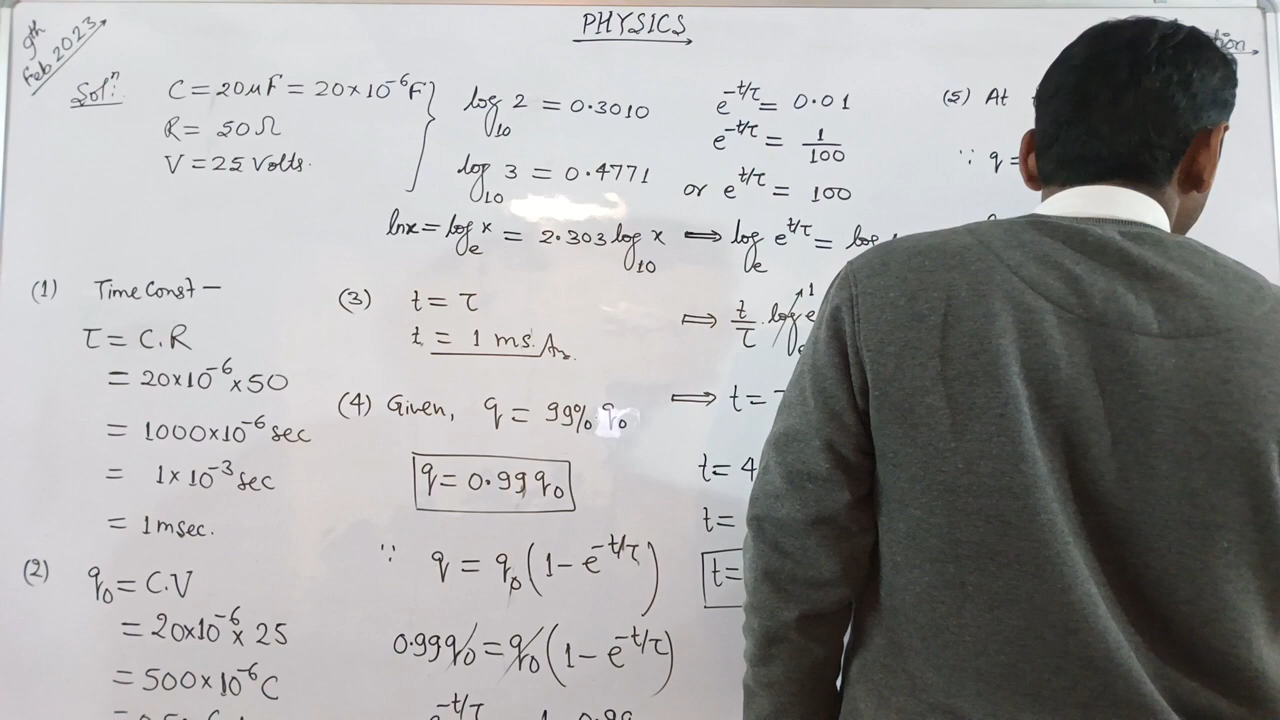 9th
Feb 2023
PHYSICS
Solⁿ:
C = 20μF = 20×10⁻⁶F
R = 50Ω
V = 25 Volts.
log₁₀ 2 = 0.3010
log₁₀ 3 = 0.4771
lnx = logₑ x = 2.303 log₁₀ x
(1) Time Const –
τ = C.R
= 20×10⁻⁶×50
= 1000×10⁻⁶ sec
= 1×10⁻³ sec
= 1msec.
(2) q₀ = C.V
= 20×10⁻⁶×25
= 500×10⁻⁶C
(3) t = τ
t = 1 ms. Ans.
(4) Given, q = 99% q₀
q = 0.99 q₀
∵ q = q₀(1 – e^(-t/τ))
0.99q₀ = q₀(1 – e^(-t/τ))
e^(-t/τ)
e^(-t/τ) = 0.01
e^(-t/τ) = 1/100
or e^(t/τ) = 100
⇒ logₑ e^(t/τ) = log
⇒ t/τ . logₑ e 1
⇒ t =
t = 4
t =
t =
(5) At
∵ q =